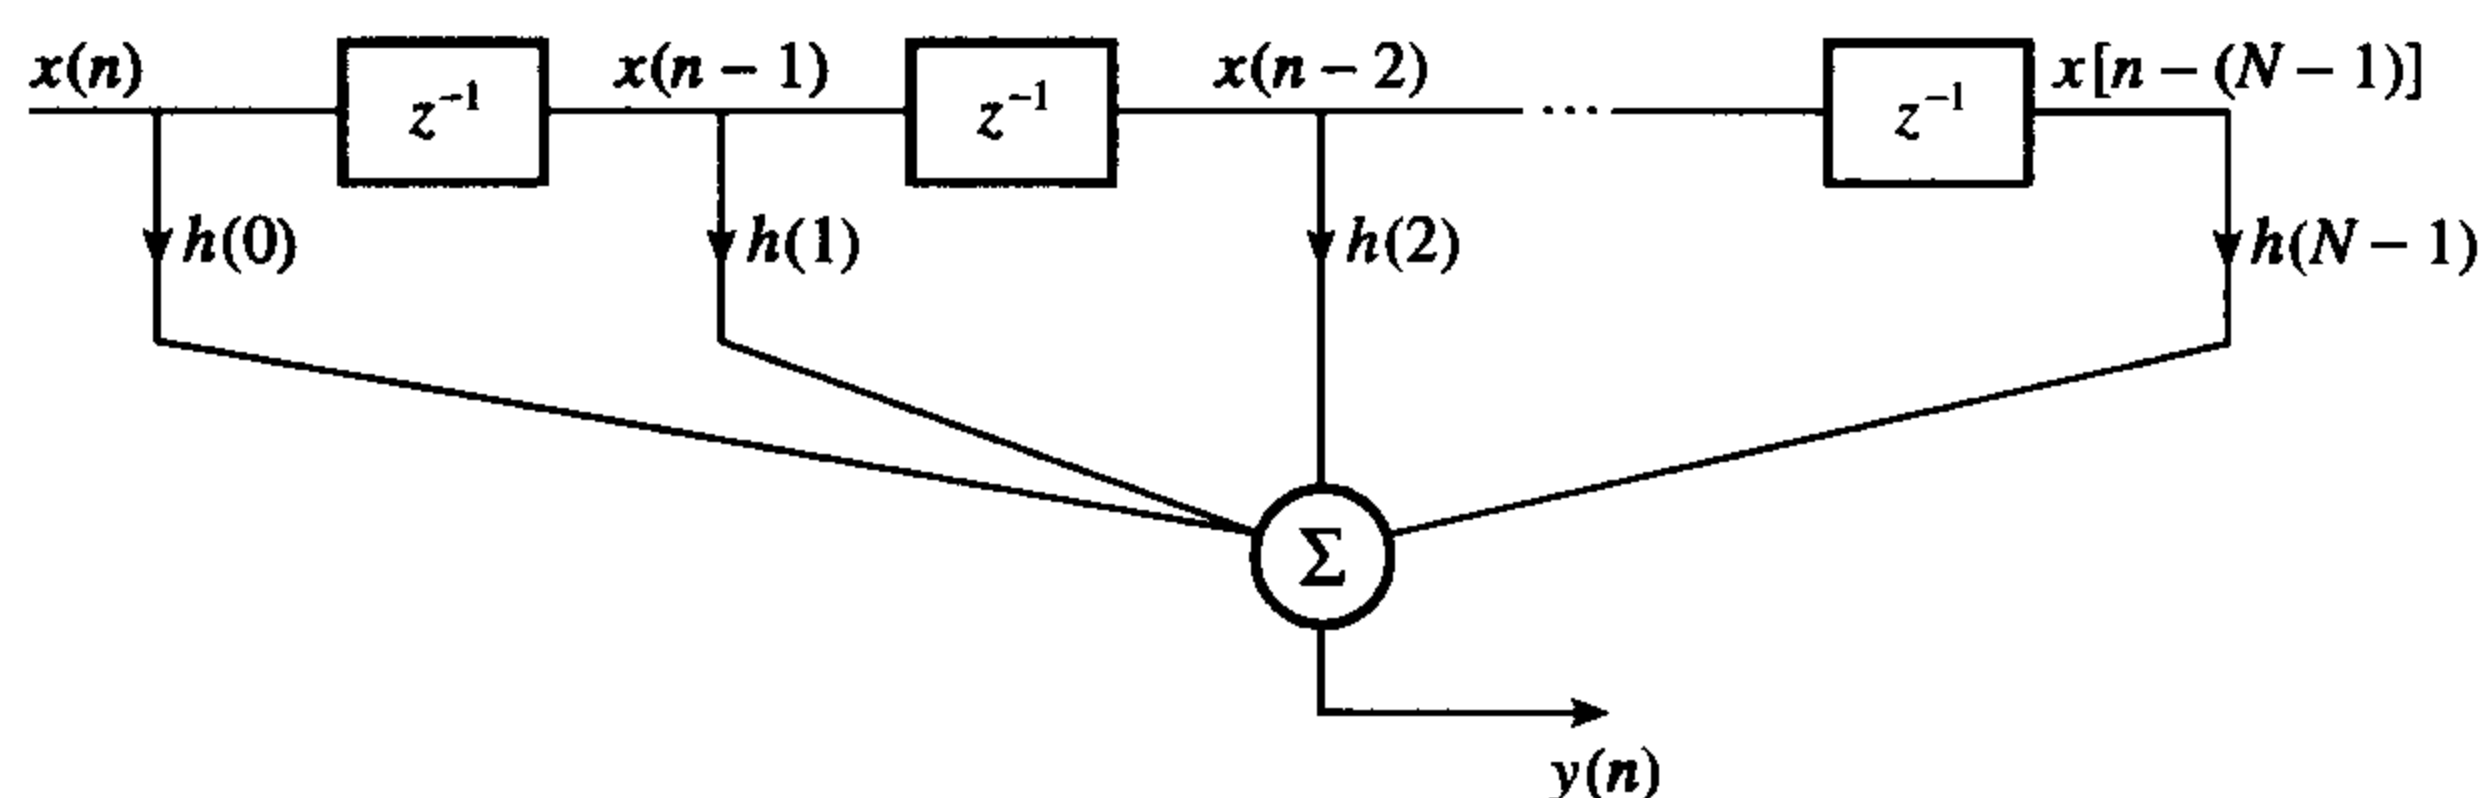 x(n) x(n − 1) x(n − 2) x[n − (N − 1)]
z⁻¹ z⁻¹ ··· z⁻¹
h(0) h(1) h(2) h(N − 1)
Σ
y(n)